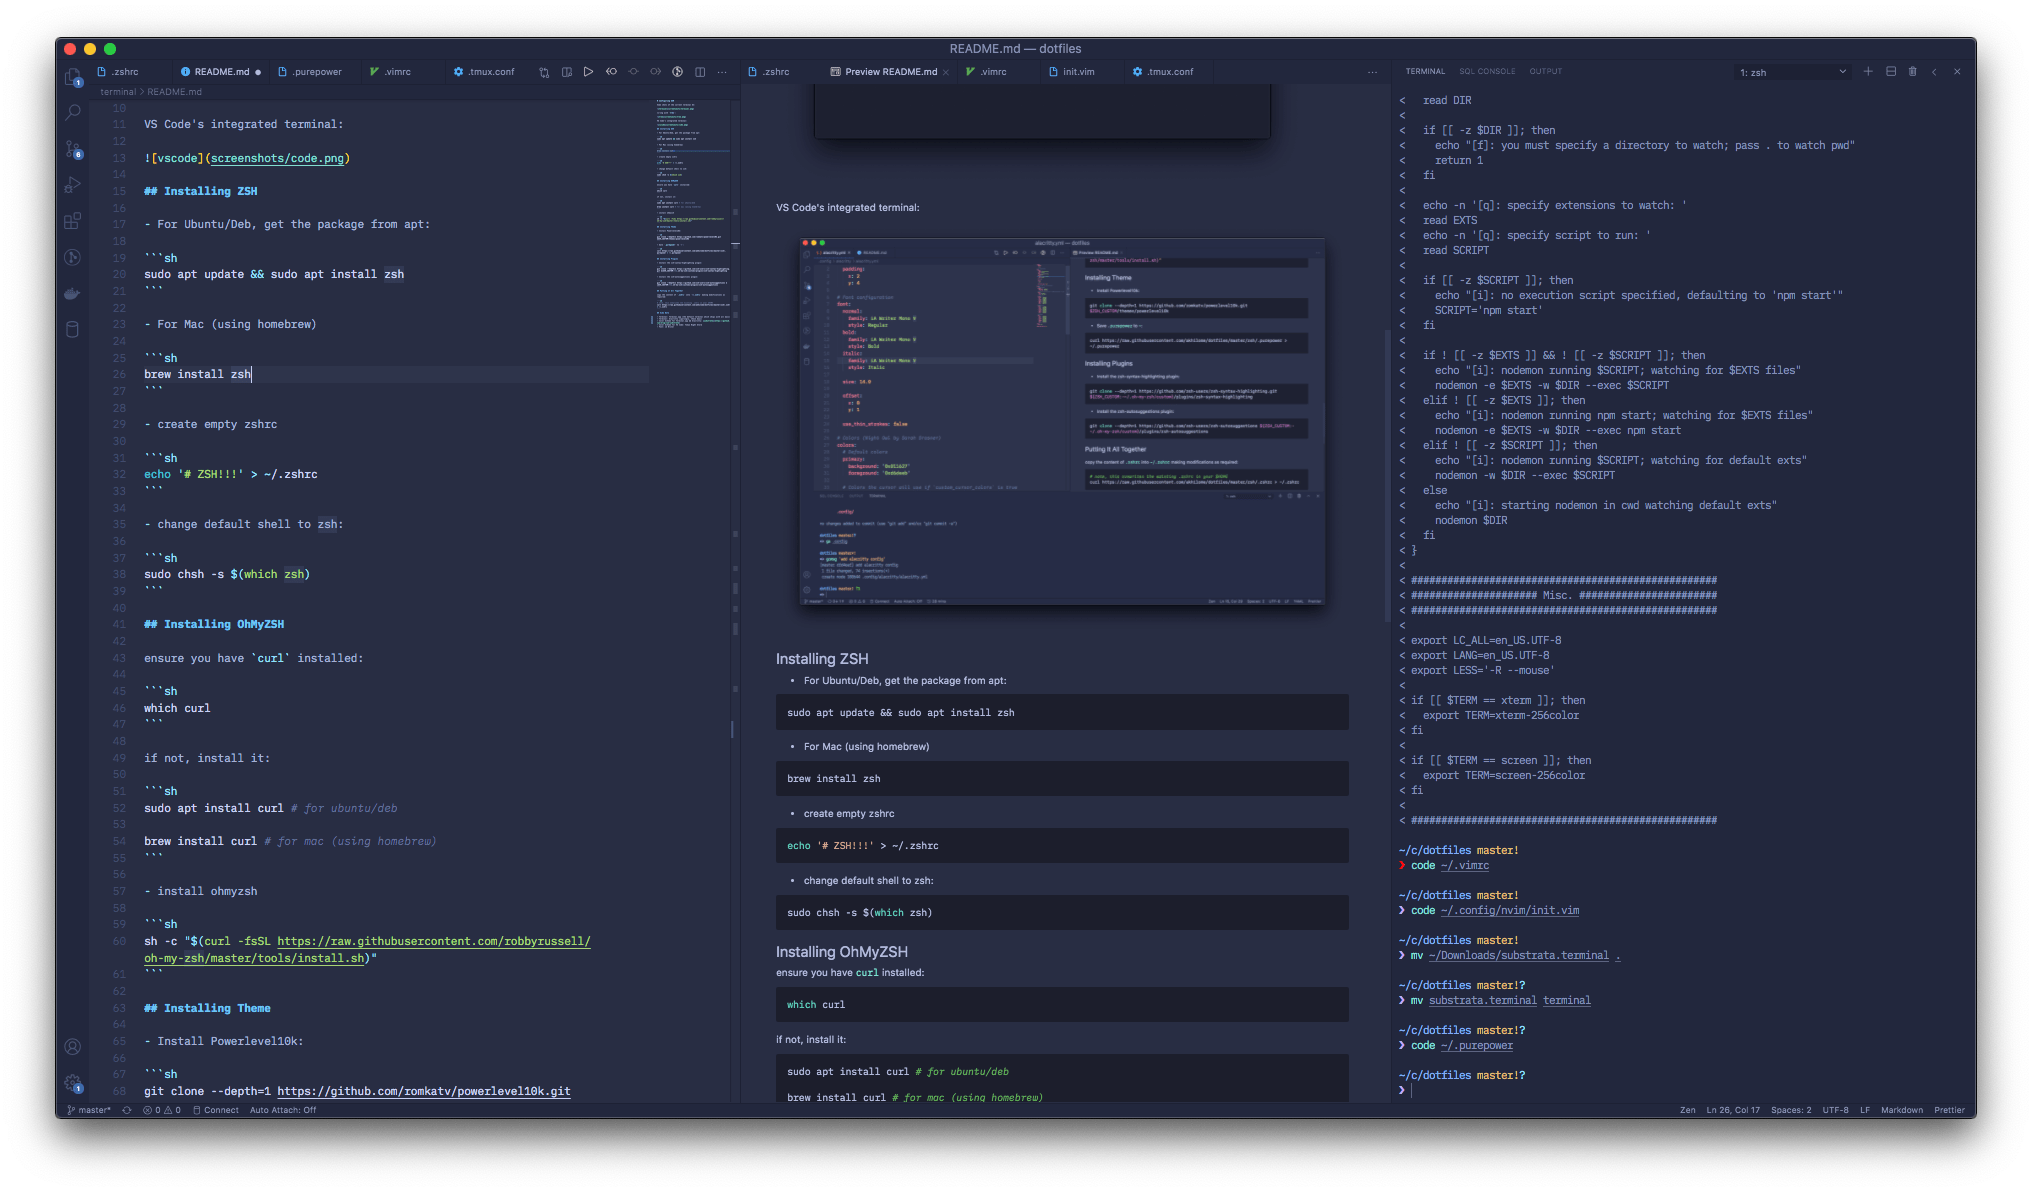 README.md — dotfiles
.zshrc
README.md
.purepower
.vimrc
.tmux.conf
terminal > README.md
10
11 VS Code's integrated terminal:
12
13 ![vscode](screenshots/code.png)
14
15 ## Installing ZSH
16
17 - For Ubuntu/Deb, get the package from apt:
18
19 ```sh
20 sudo apt update && sudo apt install zsh
21 ```
22
23 - For Mac (using homebrew)
24
25 ```sh
26 brew install zsh
27 ```
28
29 - create empty zshrc
30
31 ```sh
32 echo '# ZSH!!!' > ~/.zshrc
33 ```
34
35 - change default shell to zsh:
36
37 ```sh
38 sudo chsh -s $(which zsh)
39 ```
40
41 ## Installing OhMyZSH
42
43 ensure you have `curl` installed:
44
45 ```sh
46 which curl
47 ```
48
49 if not, install it:
50
51 ```sh
52 sudo apt install curl # for ubuntu/deb
53
54 brew install curl # for mac (using homebrew)
55 ```
56
57 - install ohmyzsh
58
59 ```sh
60 sh -c "$(curl -fsSL https://raw.githubusercontent.com/robbyrussell/
oh-my-zsh/master/tools/install.sh)"
61 ```
62
63 ## Installing Theme
64
65 - Install Powerlevel10k:
66
67 ```sh
68 git clone --depth=1 https://github.com/romkatv/powerlevel10k.git
.zshrc
Preview README.md
.vimrc
init.vim
.tmux.conf
VS Code's integrated terminal:
alacritty.yml — dotfiles
Installing Theme
Installing Plugins
Putting It All Together
Installing ZSH
• For Ubuntu/Deb, get the package from apt:
sudo apt update && sudo apt install zsh
• For Mac (using homebrew)
brew install zsh
• create empty zshrc
echo '# ZSH!!!' > ~/.zshrc
• change default shell to zsh:
sudo chsh -s $(which zsh)
Installing OhMyZSH
ensure you have curl installed:
which curl
if not, install it:
sudo apt install curl # for ubuntu/deb
brew install curl # for mac (using homebrew)
TERMINAL SQL CONSOLE OUTPUT
1: zsh
<   read DIR
<
<   if [[ -z $DIR ]]; then
<     echo "[f]: you must specify a directory to watch; pass . to watch pwd"
<     return 1
<   fi
<
<   echo -n '[q]: specify extensions to watch: '
<   read EXTS
<   echo -n '[q]: specify script to run: '
<   read SCRIPT
<
<   if [[ -z $SCRIPT ]]; then
<     echo "[i]: no execution script specified, defaulting to 'npm start'"
<     SCRIPT='npm start'
<   fi
<
<   if ! [[ -z $EXTS ]] && ! [[ -z $SCRIPT ]]; then
<     echo "[i]: nodemon running $SCRIPT; watching for $EXTS files"
<     nodemon -e $EXTS -w $DIR --exec $SCRIPT
<   elif ! [[ -z $EXTS ]]; then
<     echo "[i]: nodemon running npm start; watching for $EXTS files"
<     nodemon -e $EXTS -w $DIR --exec npm start
<   elif ! [[ -z $SCRIPT ]]; then
<     echo "[i]: nodemon running $SCRIPT; watching for default exts"
<     nodemon -w $DIR --exec $SCRIPT
<   else
<     echo "[i]: starting nodemon in cwd watching default exts"
<     nodemon $DIR
<   fi
< }
<
< ###################################################
< ##################### Misc. #######################
< ###################################################
<
< export LC_ALL=en_US.UTF-8
< export LANG=en_US.UTF-8
< export LESS='-R --mouse'
<
< if [[ $TERM == xterm ]]; then
<   export TERM=xterm-256color
< fi
<
< if [[ $TERM == screen ]]; then
<   export TERM=screen-256color
< fi
<
< ###################################################
~/c/dotfiles master!
❯ code ~/.vimrc
~/c/dotfiles master!
❯ code ~/.config/nvim/init.vim
~/c/dotfiles master!
❯ mv ~/Downloads/substrata.terminal .
~/c/dotfiles master!?
❯ mv substrata.terminal terminal
~/c/dotfiles master!?
❯ code ~/.purepower
~/c/dotfiles master!?
❯
master* 0 0 Connect Auto Attach: Off
Zen Ln 26, Col 17 Spaces: 2 UTF-8 LF Markdown Prettier